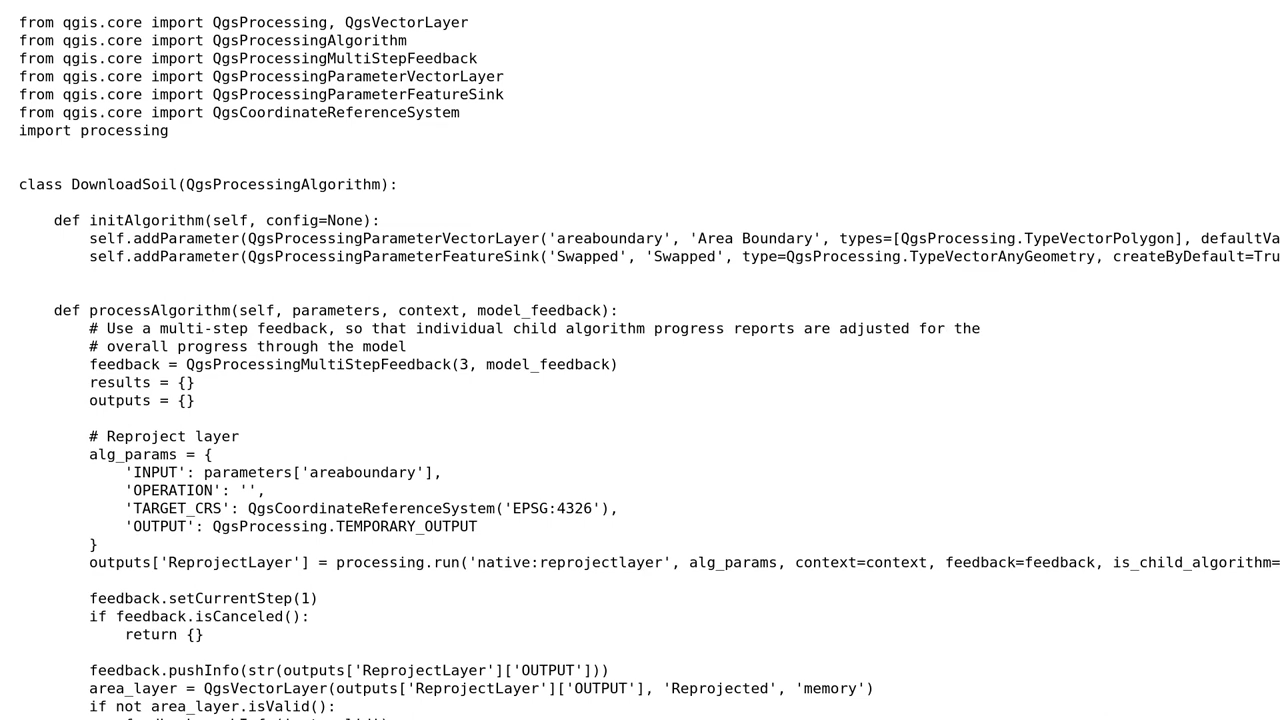 from qgis.core import QgsProcessing, QgsVectorLayer
from qgis.core import QgsProcessingAlgorithm
from qgis.core import QgsProcessingMultiStepFeedback
from qgis.core import QgsProcessingParameterVectorLayer
from qgis.core import QgsProcessingParameterFeatureSink
from qgis.core import QgsCoordinateReferenceSystem
import processing
class DownloadSoil(QgsProcessingAlgorithm):
def initAlgorithm(self, config=None):
self.addParameter(QgsProcessingParameterVectorLayer('areaboundary', 'Area Boundary', types=[QgsProcessing.TypeVectorPolygon], defaultVa
self.addParameter(QgsProcessingParameterFeatureSink('Swapped', 'Swapped', type=QgsProcessing.TypeVectorAnyGeometry, createByDefault=Tru
def processAlgorithm(self, parameters, context, model_feedback):
# Use a multi-step feedback, so that individual child algorithm progress reports are adjusted for the
# overall progress through the model
feedback = QgsProcessingMultiStepFeedback(3, model_feedback)
results = {}
outputs = {}
# Reproject layer
alg_params = {
'INPUT': parameters['areaboundary'],
'OPERATION': '',
'TARGET_CRS': QgsCoordinateReferenceSystem('EPSG:4326'),
'OUTPUT': QgsProcessing.TEMPORARY_OUTPUT
}
outputs['ReprojectLayer'] = processing.run('native:reprojectlayer', alg_params, context=context, feedback=feedback, is_child_algorithm=
feedback.setCurrentStep(1)
if feedback.isCanceled():
return {}
feedback.pushInfo(str(outputs['ReprojectLayer']['OUTPUT']))
area_layer = QgsVectorLayer(outputs['ReprojectLayer']['OUTPUT'], 'Reprojected', 'memory')
if not area_layer.isValid():